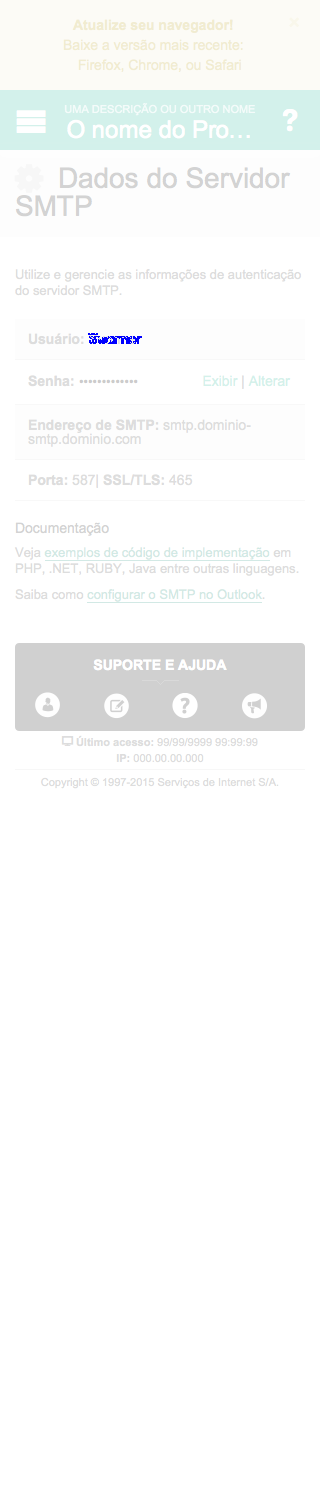 Atualize seu navegador!
Baixe a versão mais recente:
Firefox, Chrome, ou Safari
UMA DESCRIÇÃO OU OUTRO NOME
O nome do Pro...
Dados do Servidor
SMTP
Utilize e gerencie as informações de autenticação
do servidor SMTP.
Usuário:
Senha: ••••••••••••• Exibir | Alterar
Endereço de SMTP: smtp.dominio-
smtp.dominio.com
Porta: 587| SSL/TLS: 465
Documentação
Veja exemplos de código de implementação em
PHP, .NET, RUBY, Java entre outras linguagens.
Saiba como configurar o SMTP no Outlook.
SUPORTE E AJUDA
Último acesso: 99/99/9999 99:99:99
IP: 000.00.00.000
Copyright © 1997-2015 Serviços de Internet S/A.